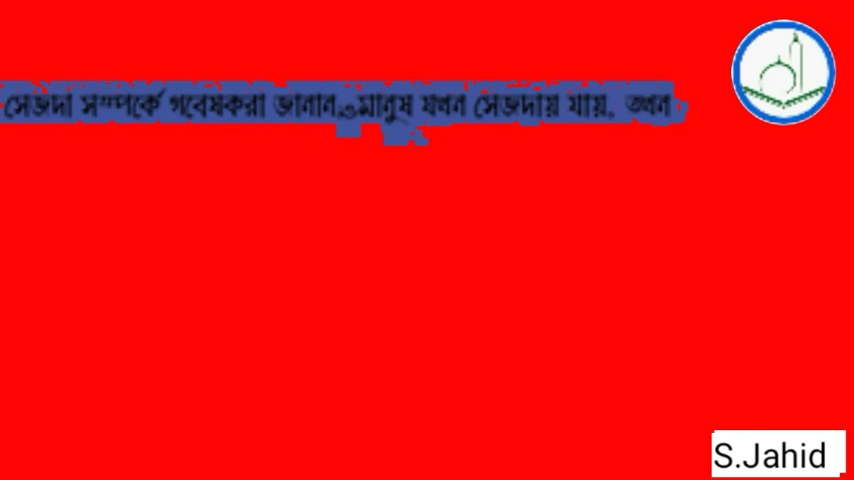 সেজদা সম্পর্কে গবেষকরা জানান মানুষ যখন সেজদায় যায়, তখন
S.Jahid